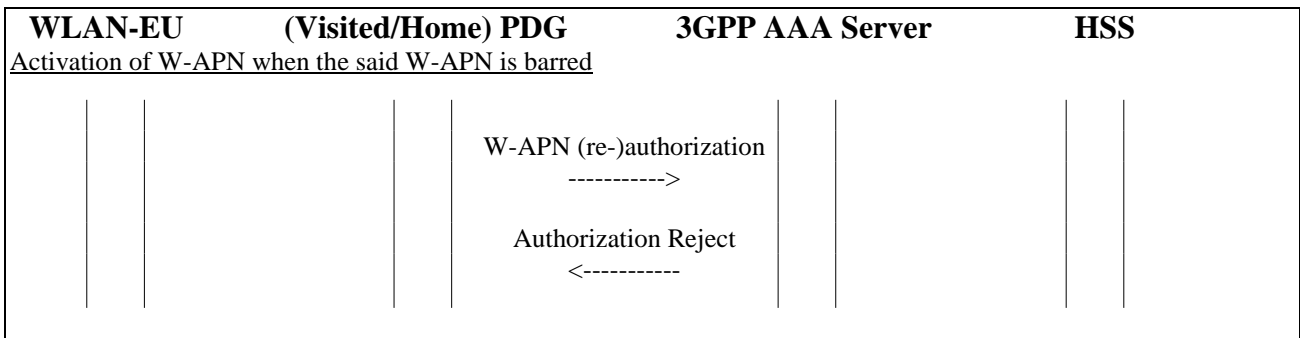 WLAN-EU (Visited/Home) PDG 3GPP AAA Server HSS
Activation of W-APN when the said W-APN is barred
W-APN (re-)authorization
----------->
Authorization Reject
<-----------